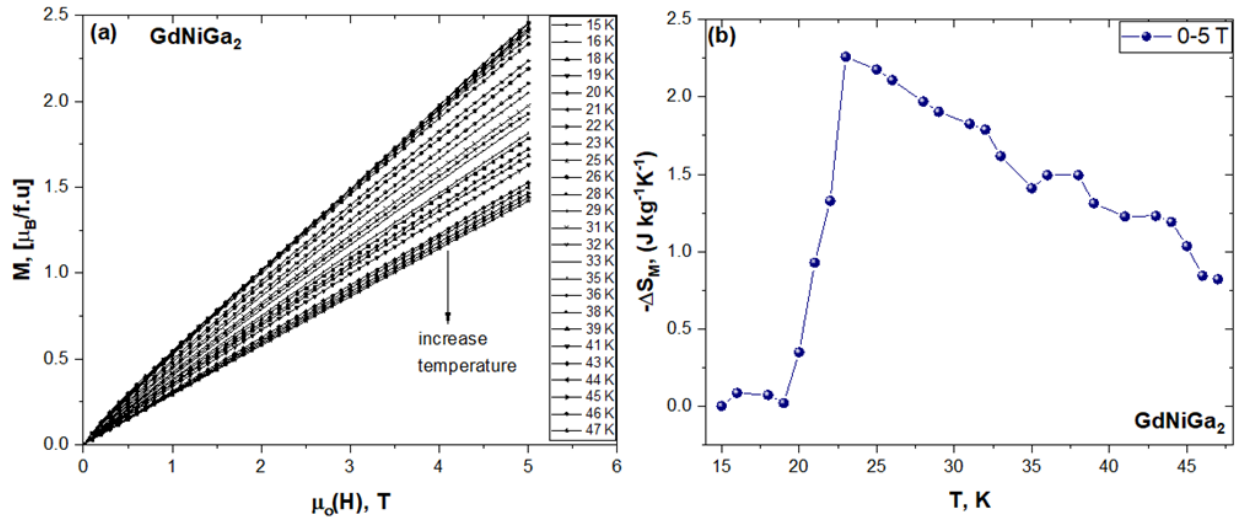 (a)
GdNiGa₂
M, [μB/f.u]
2.5
2.0
1.5
1.0
0.5
0.0
0
1
2
3
4
5
6
μₒ(H), T
increase
temperature
15 K
16 K
18 K
19 K
20 K
21 K
22 K
23 K
25 K
26 K
28 K
29 K
31 K
32 K
33 K
35 K
36 K
38 K
39 K
41 K
43 K
44 K
45 K
46 K
47 K
(b)
0-5 T
-ΔS_M, (J kg⁻¹K⁻¹)
2.5
2.0
1.5
1.0
0.5
0.0
15
20
25
30
35
40
45
T, K
GdNiGa₂